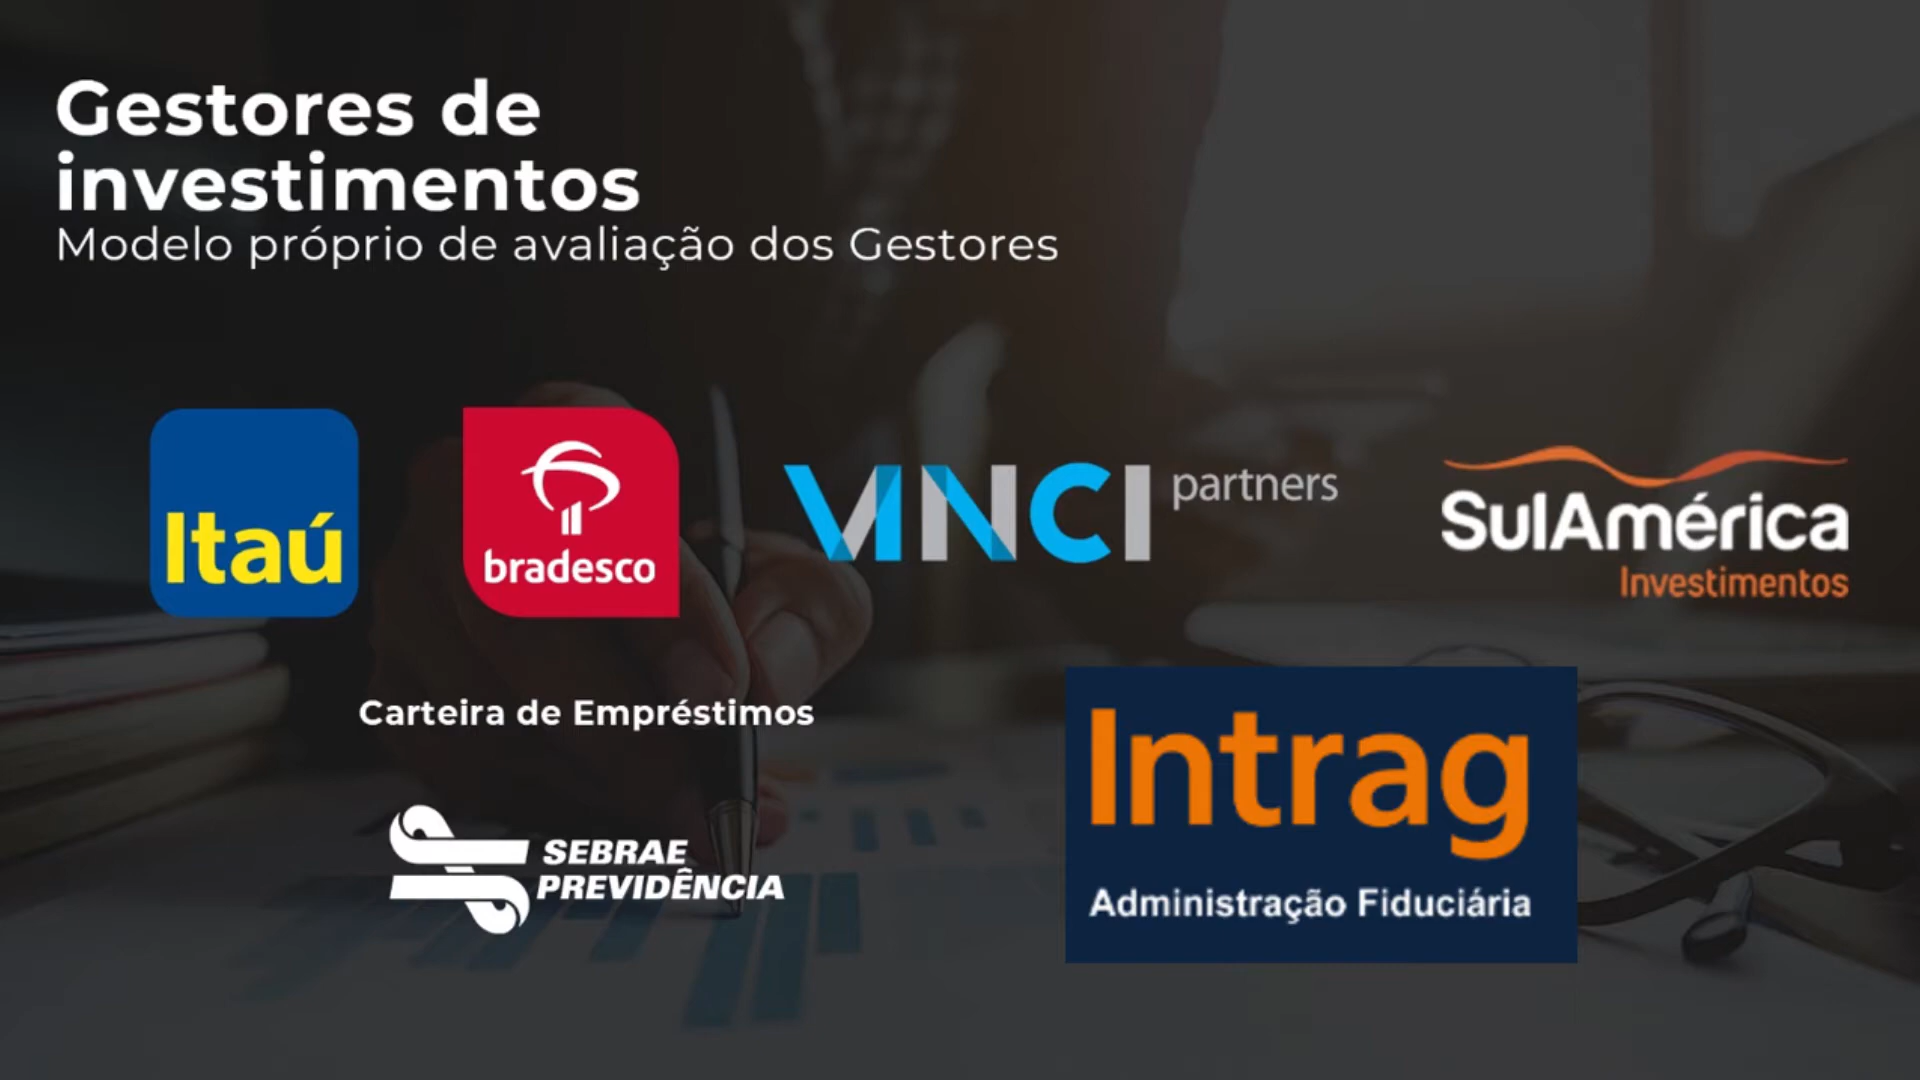 Gestores de
investimentos
Modelo próprio de avaliação dos Gestores
Itaú
bradesco
VINCI partners
SulAmérica
Investimentos
Carteira de Empréstimos
SEBRAE
PREVIDÊNCIA
Intrag
Administração Fiduciária